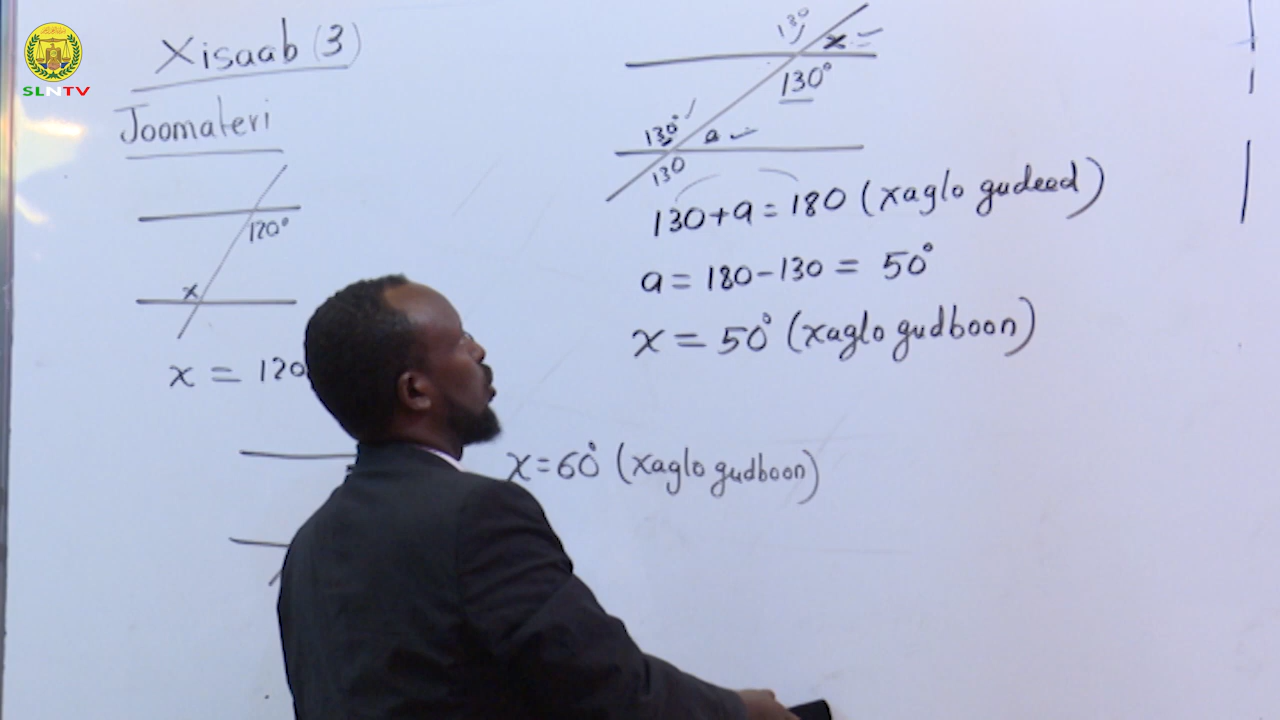 SLNTV
Xisaab (3)
Joomateri
120°
x
x = 120
130
x
130°
130°
a
130
130+a=180 (xaglo gudeed)
a = 180-130 = 50°
x = 50° (xaglo gudboon)
x=60° (xaglo gudboon)